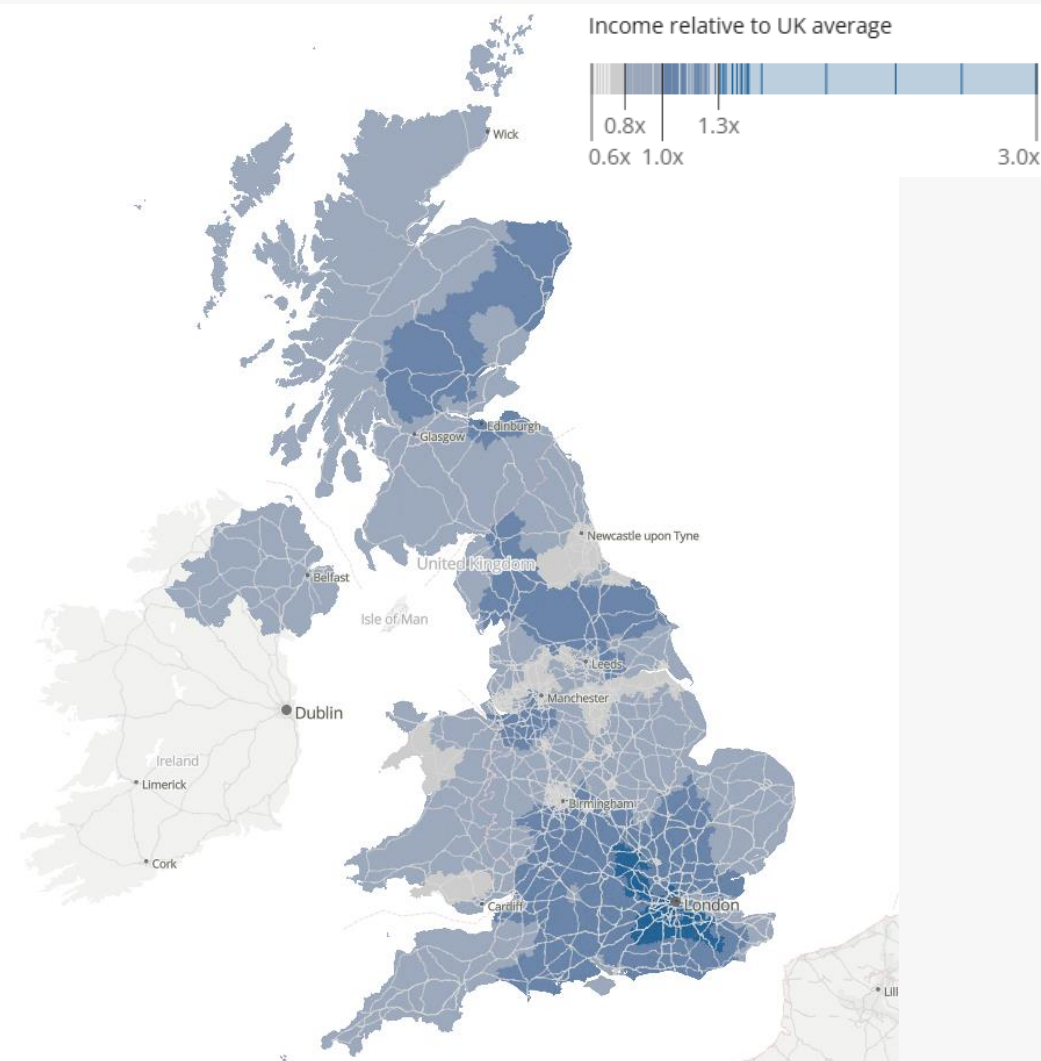 Income relative to UK average
0.8x 1.3x
0.6x 1.0x 3.0x
Wick
Edinburgh
Glasgow
Newcastle upon Tyne
United Kingdom
Belfast
Isle of Man
Leeds
Manchester
Dublin
Ireland
Limerick
Birmingham
Cork
Cardiff
London
Lill